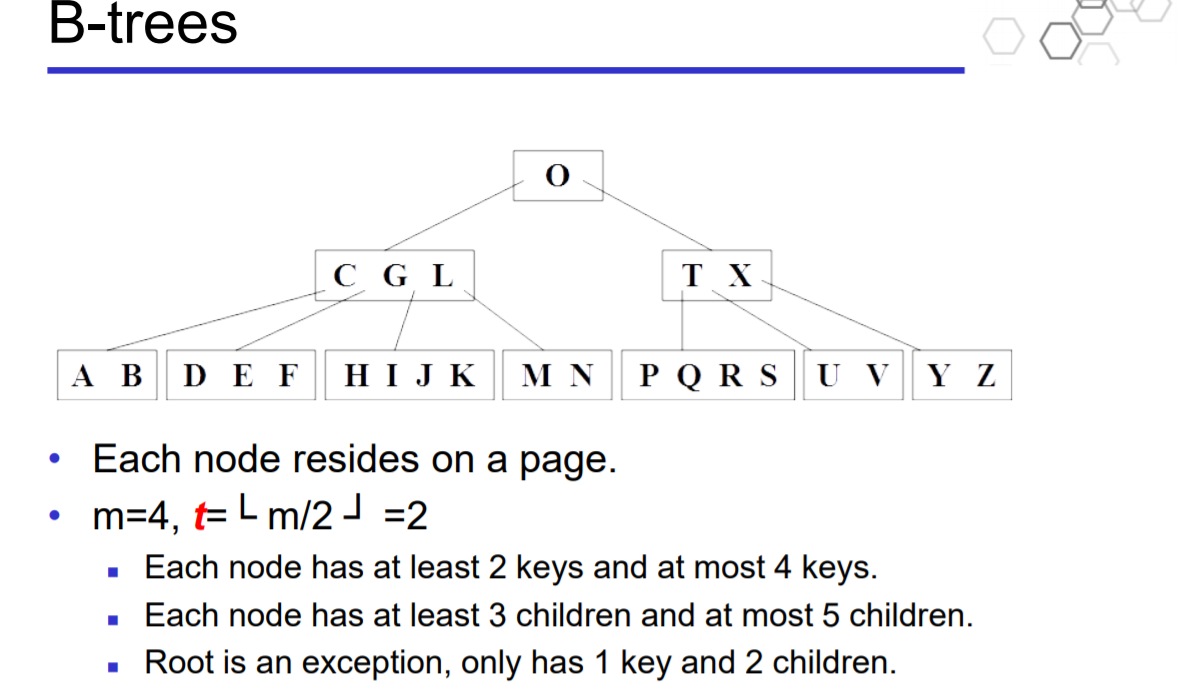 B-trees
O
C G L
T X
A B D E F H I J K M N P Q R S U V Y Z
• Each node resides on a page.
• m=4, t=└ m/2 ┘ =2
▪ Each node has at least 2 keys and at most 4 keys.
▪ Each node has at least 3 children and at most 5 children.
▪ Root is an exception, only has 1 key and 2 children.